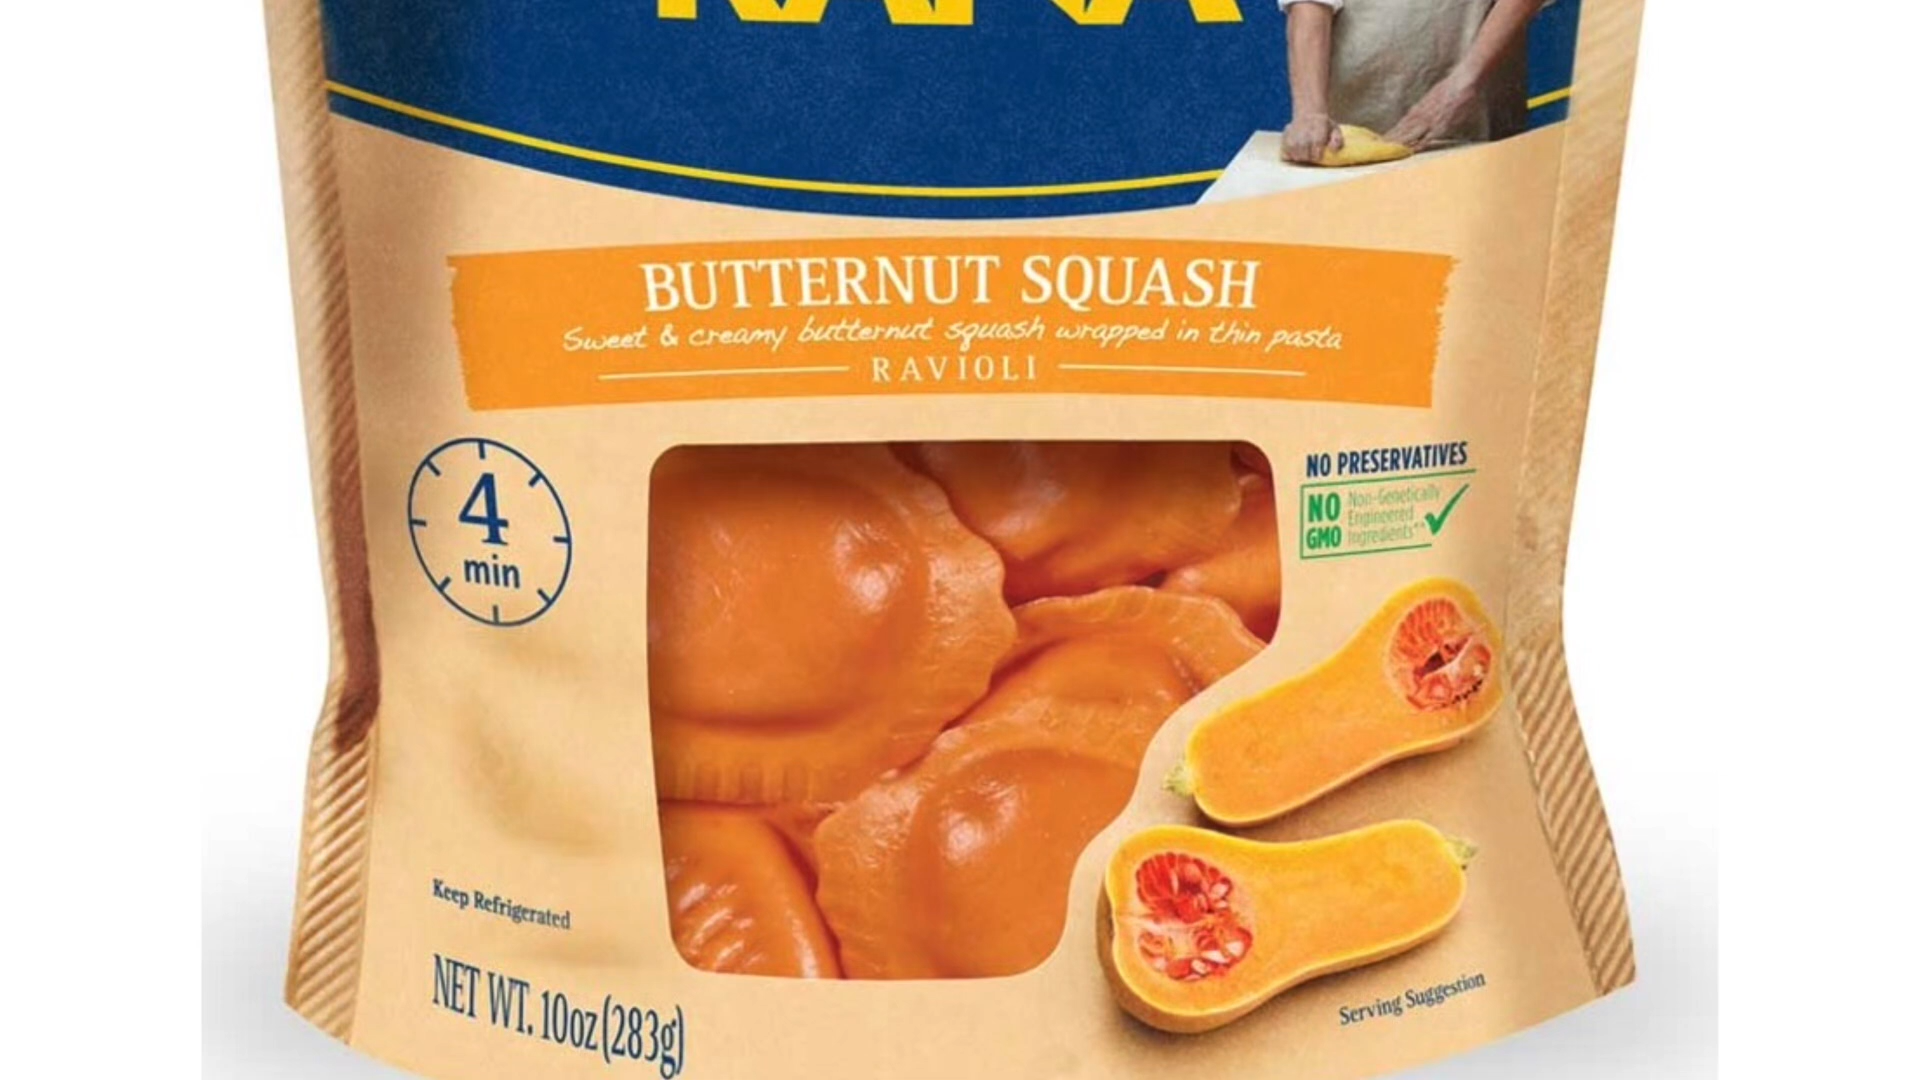 RANA
BUTTERNUT SQUASH
Sweet & creamy butternut squash wrapped in thin pasta
RAVIOLI
4
min
NO PRESERVATIVES
NO GMO
Non-Genetically
Engineered
Ingredients**
Keep Refrigerated
NET WT. 10oz (283g)
Serving Suggestion